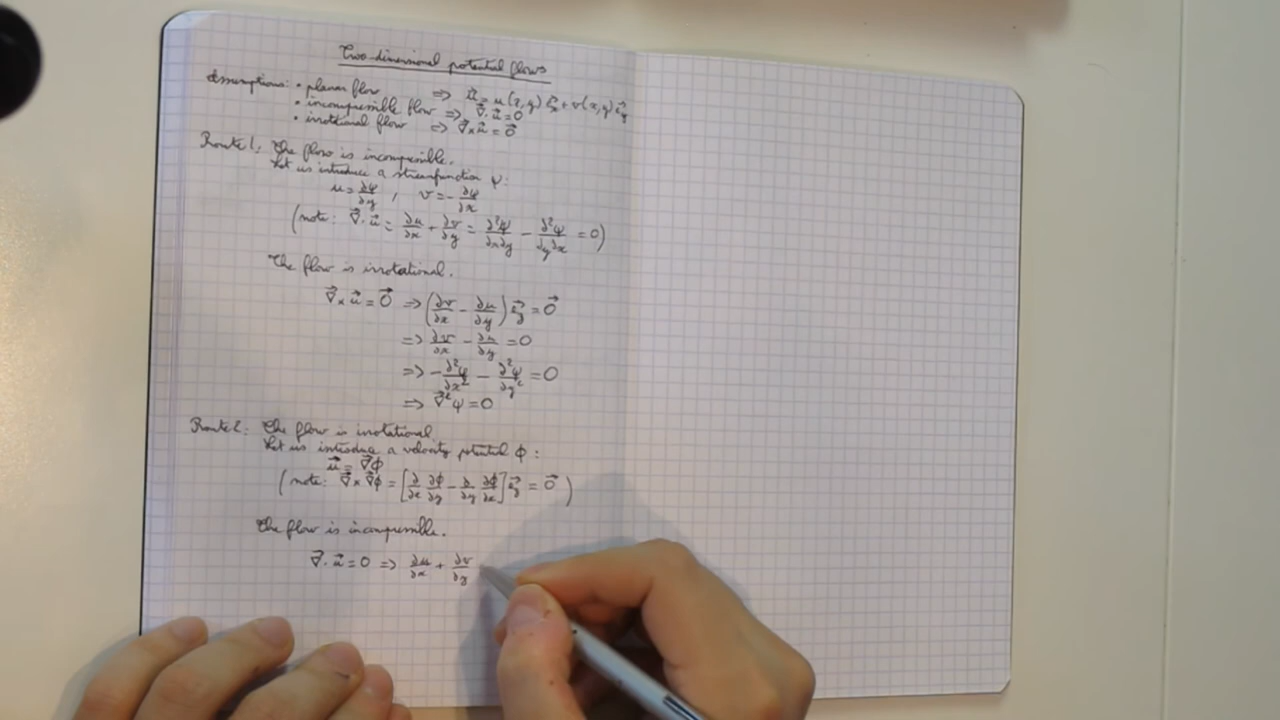 Two-dimensional potential flows
Assumptions: • planar flow ⇒ u⃗ = u(x,y) e⃗ₓ + v(x,y) e⃗ᵧ
• incompressible flow ⇒ ∇⃗·u⃗ = 0
• irrotational flow ⇒ ∇⃗×u⃗ = 0⃗
Route 1: The flow is incompressible.
Let us introduce a streamfunction ψ:
u = ∂ψ/∂y , v = -∂ψ/∂x
(note: ∇⃗·u⃗ = ∂u/∂x + ∂v/∂y = ∂²ψ/∂x∂y - ∂²ψ/∂y∂x = 0)
The flow is irrotational.
∇⃗×u⃗ = 0⃗ ⇒ (∂v/∂x - ∂u/∂y) e⃗_z = 0⃗
⇒ ∂v/∂x - ∂u/∂y = 0
⇒ -∂²ψ/∂x² - ∂²ψ/∂y² = 0
⇒ ∇⃗²ψ = 0
Route 2: The flow is irrotational.
Let us introduce a velocity potential ϕ:
u⃗ = ∇⃗ϕ
(note: ∇⃗×∇⃗ϕ = [∂/∂x ∂ϕ/∂y - ∂/∂y ∂ϕ/∂x] e⃗_z = 0⃗)
The flow is incompressible.
∇⃗·u⃗ = 0 ⇒ ∂u/∂x + ∂v/∂y